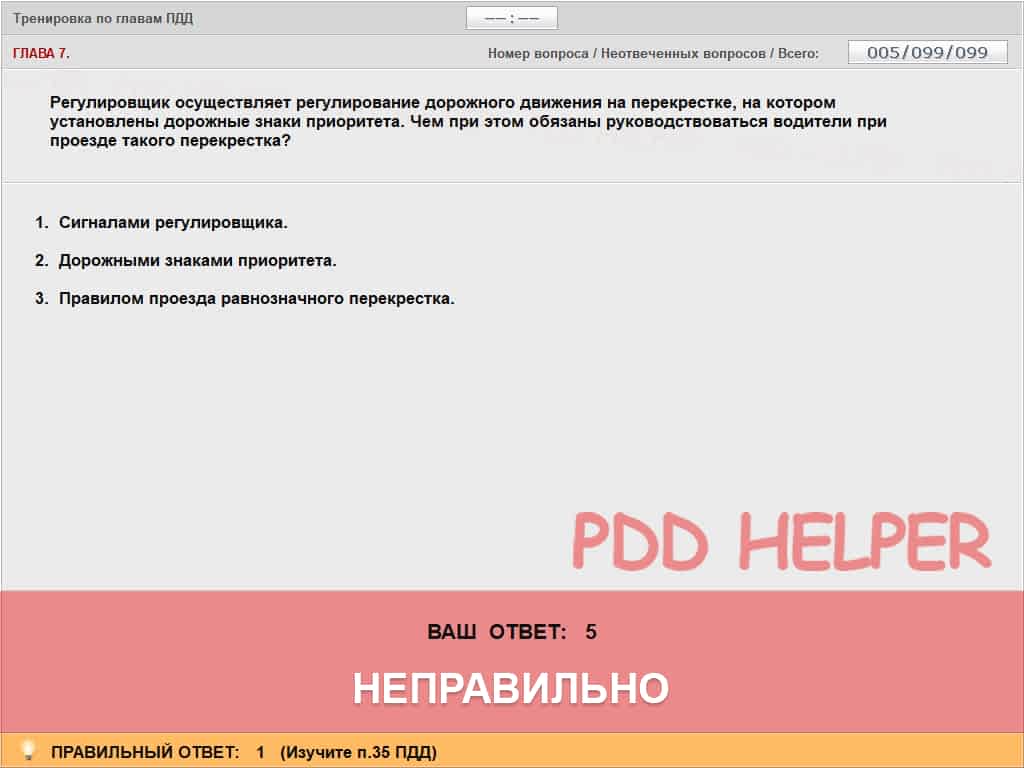 Тренировка по главам ПДД
—— : ——
ГЛАВА 7.
Номер вопроса / Неотвеченных вопросов / Всего:
005/099/099
Регулировщик осуществляет регулирование дорожного движения на перекрестке, на котором
установлены дорожные знаки приоритета. Чем при этом обязаны руководствоваться водители при
проезде такого перекрестка?
1. Сигналами регулировщика.
2. Дорожными знаками приоритета.
3. Правилом проезда равнозначного перекрестка.
PDD HELPER
ВАШ ОТВЕТ: 5
НЕПРАВИЛЬНО
ПРАВИЛЬНЫЙ ОТВЕТ: 1 (Изучите п.35 ПДД)